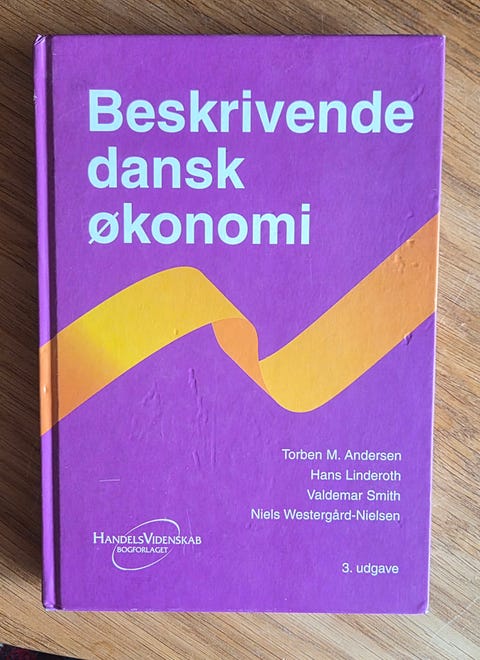 Beskrivende
dansk
økonomi
Torben M. Andersen
Hans Linderoth
Valdemar Smith
Niels Westergård-Nielsen
HANDELSVIDENSKAB
BOGFORLAGET
3. udgave